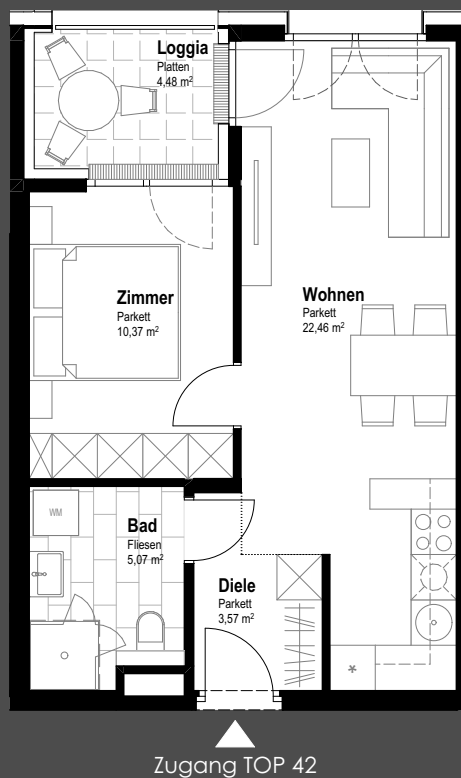 Loggia
Platten
4,48 m²
Zimmer
Parkett
10,37 m²
Wohnen
Parkett
22,46 m²
WM
Bad
Fliesen
5,07 m²
Diele
Parkett
3,57 m²
*
Zugang TOP 42